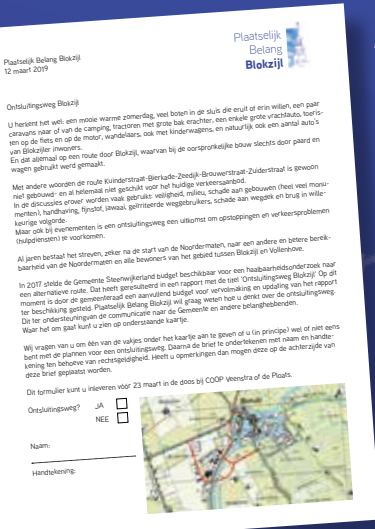 Plaatselijk
Belang
Blokzijl
Plaatselijk Belang Blokzijl
12 maart 2019
Ontsluitingsweg Blokzijl
U herkent het wel: een mooie warme zomerdag, veel boten in de sluis die eruit of erin willen, een paar
caravans naar of van de camping, tractoren met grote bak erachter, een enkele grote vrachtauto, toeris-
ten op de fiets en op de motor, wandelaars, ook met kinderwagens, en natuurlijk ook een aantal auto's
van Blokzijler inwoners.
En dat allemaal op een route door Blokzijl, waarvan bij de oorspronkelijke bouw slechts door paard en
wagen gebruikt werd gemaakt.
Met andere woorden de route Kuinderstraat-Bierkade-Zeedijk-Brouwerstraat-Zuiderstraat is gewoon
niet gebouwd- en al helemaal niet geschikt voor het huidige verkeersaanbod.
In de discussies erover worden vaak gebruikt: veiligheid, milieu, schade aan gebouwen (heel veel monu-
menten), handhaving, fijnstof, lawaai, geïrriteerde weggebruikers, schade aan wegdek en brug in wille-
keurige volgorde.
Maar ook bij evenementen is een ontsluitingsweg een uitkomst om opstoppingen en verkeersproblemen
(hulpdiensten) te voorkomen.
Al jaren bestaat het streven, zeker na de start van de Noordermaten, naar een andere en betere bereik-
baarheid van de Noordermaten en alle bewoners van het gebied tussen Blokzijl en Vollenhove.
In 2017 stelde de Gemeente Steenwijkerland budget beschikbaar voor een haalbaarheidsonderzoek naar
een alternatieve route. Dat heeft geresulteerd in een rapport met de titel 'Ontsluitingsweg Blokzijl' Op dit
moment is door de gemeenteraad een aanvullend budget voor vervolmaking en updating van het rapport
ter beschikking gesteld. Plaatselijk Belang Blokzijl wil graag weten hoe u denkt over de ontsluitingsweg.
Dit ter ondersteuning van de communicatie naar de Gemeente en andere belanghebbenden.
Waar het om gaat kunt u zien op onderstaande kaartje.
Wij vragen van u om één van de vakjes onder het kaartje aan te geven of u (in principe) wel of niet eens
bent met de plannen voor een ontsluitingsweg. Daarna de brief te ondertekenen met naam en handte-
kening ten behoeve van rechtsgeldigheid. Heeft u opmerkingen dan mogen deze op de achterzijde van
deze brief geplaatst worden.
Dit formulier kunt u inleveren vóór 23 maart in de doos bij COOP Veenstra of de Ploats.
Ontsluitingsweg? JA
NEE
Naam:
Handtekening: